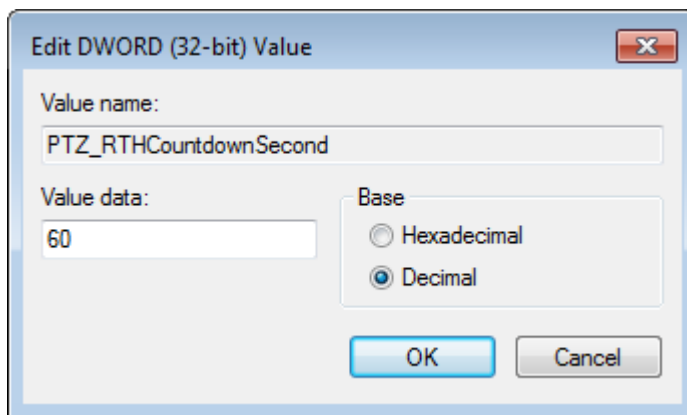 Edit DWORD (32-bit) Value
Value name:
PTZ_RTHCountdownSecond
Value data:
60
Base
Hexadecimal
Decimal
OK
Cancel